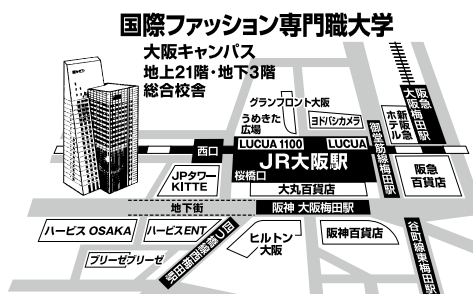 国際ファッション専門職大学
大阪キャンパス
地上21階・地下3階
総合校舎
グランフロント大阪
うめきた
広場
ヨドバシカメラ
新阪急
ホテル
阪急
大阪梅田駅
西口
LUCUA 1100
LUCUA
JR大阪駅
桜橋口
御堂筋線梅田駅
JPタワー
KITTE
大丸百貨店
阪急
百貨店
地下街
阪神 大阪梅田駅
ハービス OSAKA
ハービスENT
ブリーゼブリーゼ
四つ橋線西梅田駅
ヒルトン
大阪
阪神百貨店
谷町線東梅田駅